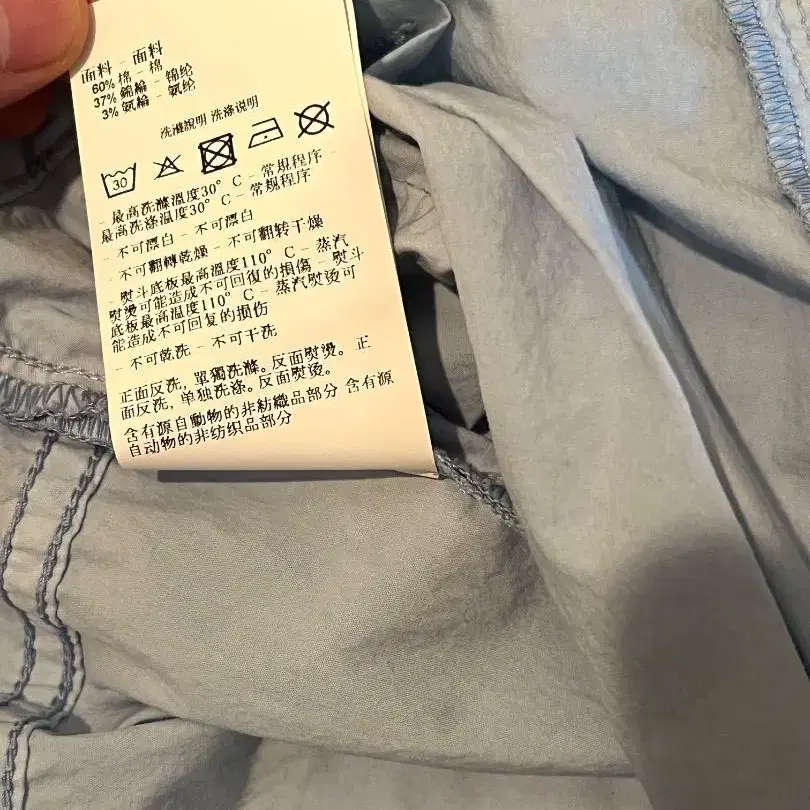 面料 - 面料
60% 棉 - 棉
37% 錦綸 - 锦纶
3% 氨綸 - 氨纶
洗滌說明 洗涤说明
30
- 最高洗滌溫度30° C - 常規程序 -
最高洗涤温度30° C - 常规程序
- 不可漂白 - 不可漂白
- 不可翻轉乾燥 - 不可翻转干燥
- 熨斗底板最高溫度110° C - 蒸汽
熨燙可能造成不可回復的損傷 - 熨斗
底板最高温度110° C - 蒸汽熨烫可
能造成不可回复的损伤
- 不可乾洗 - 不可干洗
正面反洗, 單獨洗滌。反面熨燙。 正
面反洗, 单独洗涤。反面熨烫。
含有源自動物的非紡織品部分 含有源
自动物的非纺织品部分